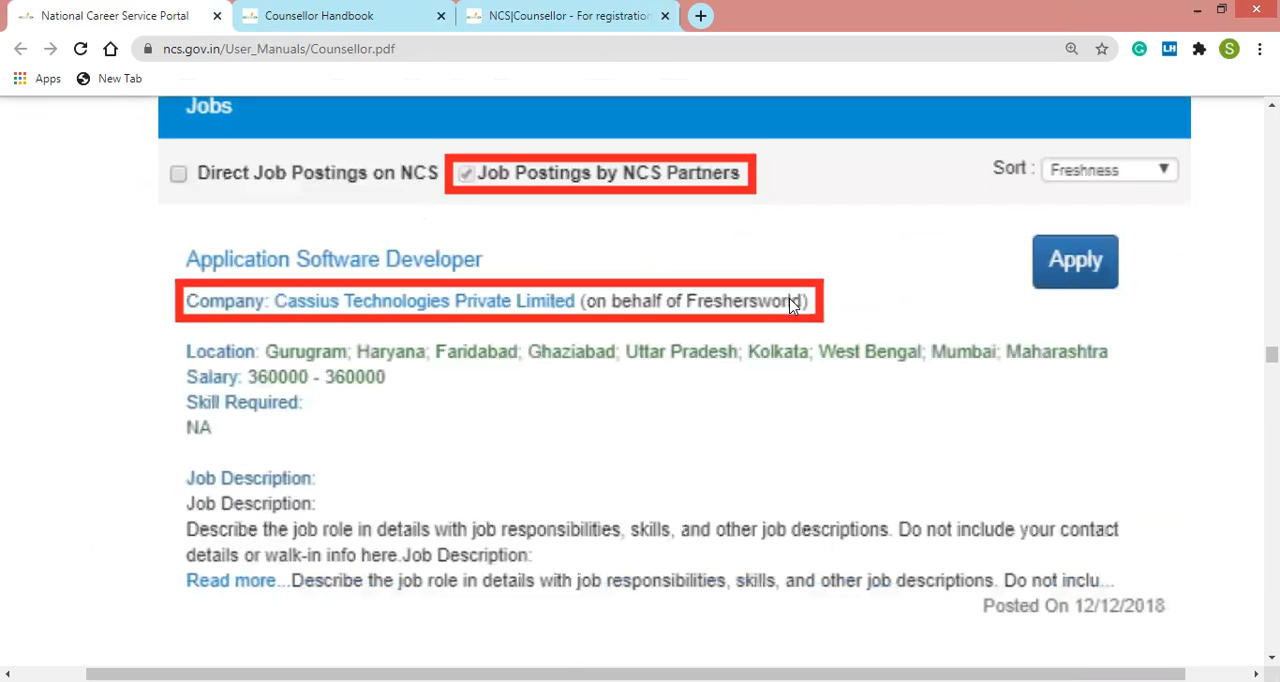 National Career Service Portal
Counsellor Handbook
NCS|Counsellor - For registration
ncs.gov.in/User_Manuals/Counsellor.pdf
LH
S
Apps
New Tab
Jobs
Direct Job Postings on NCS
Job Postings by NCS Partners
Sort :
Freshness
Application Software Developer
Apply
Company: Cassius Technologies Private Limited (on behalf of Freshersworld)
Location: Gurugram; Haryana; Faridabad; Ghaziabad; Uttar Pradesh; Kolkata; West Bengal; Mumbai; Maharashtra
Salary: 360000 - 360000
Skill Required:
NA
Job Description:
Job Description:
Describe the job role in details with job responsibilities, skills, and other job descriptions. Do not include your contact
details or walk-in info here.Job Description:
Read more...Describe the job role in details with job responsibilities, skills, and other job descriptions. Do not inclu...
Posted On 12/12/2018